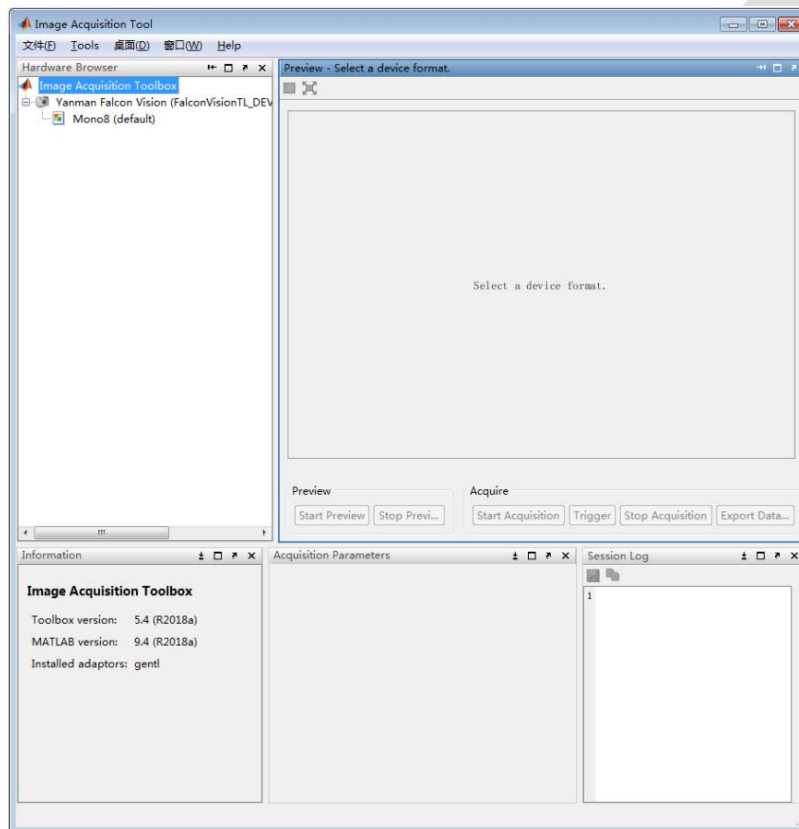 Image Acquisition Tool
文件(F) Tools 桌面(D) 窗口(W) Help
Hardware Browser
Image Acquisition Toolbox
Yanman Falcon Vision (FalconVisionTL_DEV
Mono8 (default)
Preview - Select a device format.
Select a device format.
Preview
Start Preview Stop Previ...
Acquire
Start Acquisition Trigger Stop Acquisition Export Data...
Information
Image Acquisition Toolbox
Toolbox version: 5.4 (R2018a)
MATLAB version: 9.4 (R2018a)
Installed adaptors: gentl
Acquisition Parameters
Session Log
1